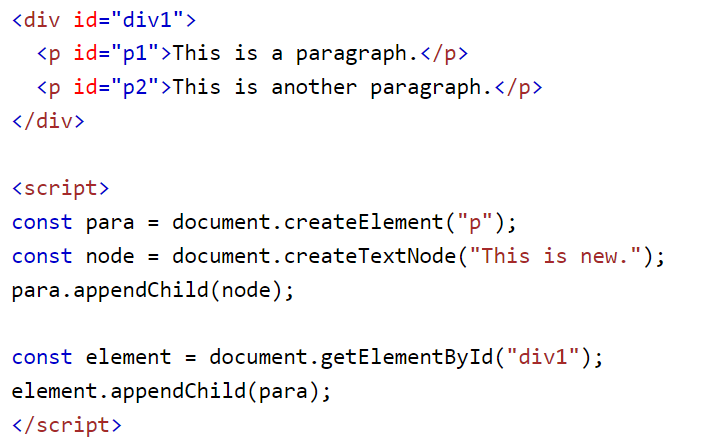 <div id="div1">
  <p id="p1">This is a paragraph.</p>
  <p id="p2">This is another paragraph.</p>
</div>

<script>
const para = document.createElement("p");
const node = document.createTextNode("This is new.");
para.appendChild(node);

const element = document.getElementById("div1");
element.appendChild(para);
</script>